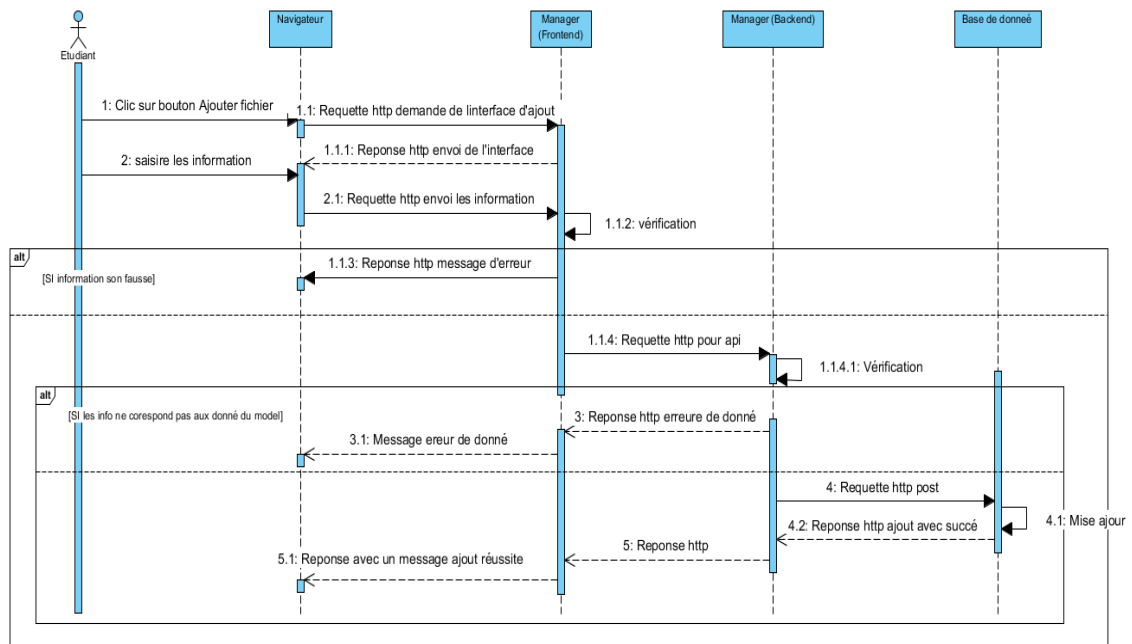 Etudiant
Navigateur
Manager
(Frontend)
Manager (Backend)
Base de donneé
1: Clic sur bouton Ajouter fichier
1.1: Requette http demande de linterface d'ajout
1.1.1: Reponse http envoi de l'interface
2: saisire les information
2.1: Requette http envoi les information
1.1.2: vérification
alt
[SI information son fausse]
1.1.3: Reponse http message d'erreur
1.1.4: Requette http pour api
1.1.4.1: Vérification
alt
[SI les info ne corespond pas aux donné du model]
3: Reponse http erreure de donné
3.1: Message ereur de donné
4: Requette http post
4.1: Mise ajour
4.2: Reponse http ajout avec succé
5: Reponse http
5.1: Reponse avec un message ajout réussite